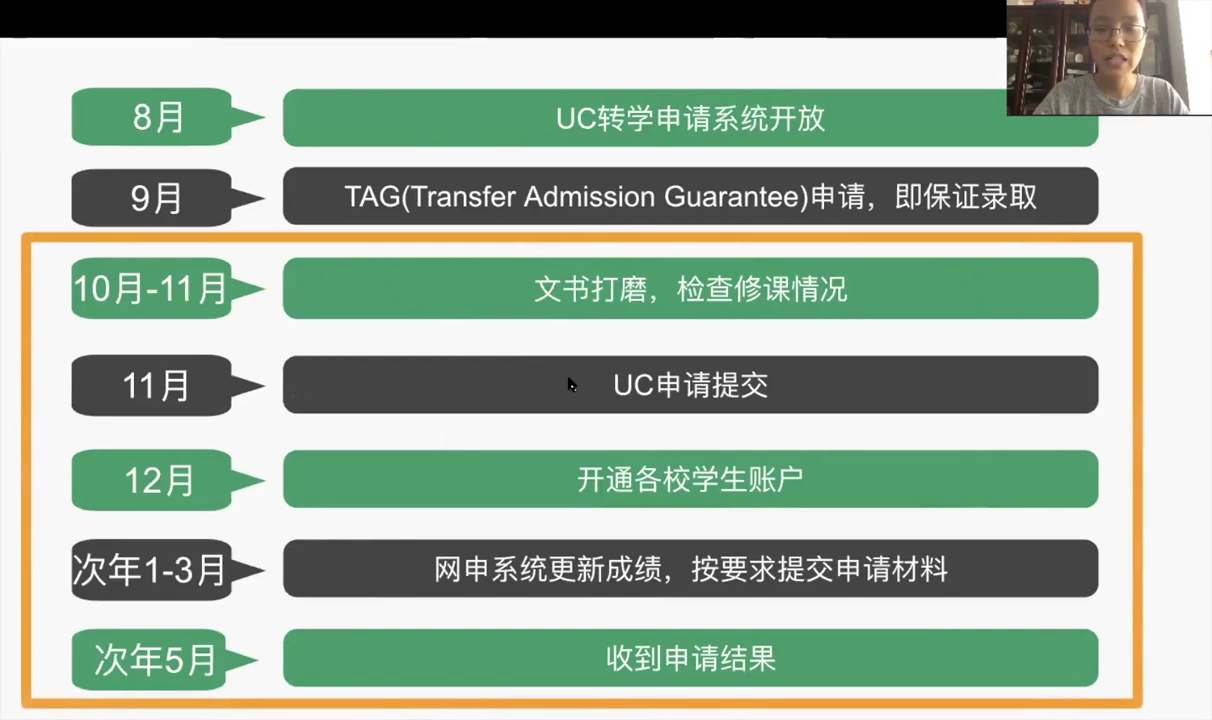 8月
UC转学申请系统开放
9月
TAG(Transfer Admission Guarantee)申请，即保证录取
10月-11月
文书打磨，检查修课情况
11月
UC申请提交
12月
开通各校学生账户
次年1-3月
网申系统更新成绩，按要求提交申请材料
次年5月
收到申请结果